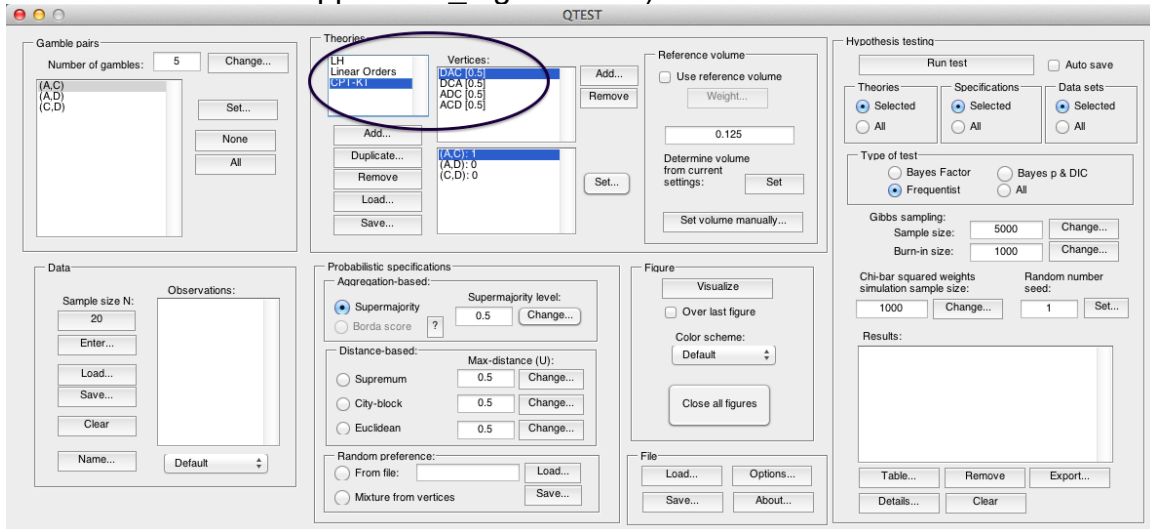 QTEST
Gamble pairs
Number of gambles: 5 Change...
(A,C)
(A,D)
(C,D)
Set...
None
All
Theories
LH
Linear Orders
CPT-KT
Vertices:
DAC [0.5]
DCA [0.5]
ADC [0.5]
ACD [0.5]
Add...
Remove
Add...
Duplicate...
Remove
Load...
Save...
(A,C): 1
(A,D): 0
(C,D): 0
Set...
Reference volume
Use reference volume
Weight...
0.125
Determine volume
from current
settings: Set
Set volume manually...
Hypothesis testing
Run test Auto save
Theories
Selected
All
Specifications
Selected
All
Data sets
Selected
All
Type of test
Bayes Factor Bayes p & DIC
Frequentist All
Gibbs sampling:
Sample size: 5000 Change...
Burn-in size: 1000 Change...
Chi-bar squared weights
simulation sample size:
1000 Change...
Random number
seed:
1 Set...
Results:
Table... Remove Export...
Details... Clear
Data
Sample size N:
20
Enter...
Load...
Save...
Clear
Name...
Observations:
Default
Probabilistic specifications
Aggregation-based:
Supermajority
Borda score ?
Supermajority level:
0.5 Change...
Distance-based:
Max-distance (U):
Supremum 0.5 Change...
City-block 0.5 Change...
Euclidean 0.5 Change...
Random preference:
From file: Load...
Mixture from vertices Save...
Figure
Visualize
Over last figure
Color scheme:
Default
Close all figures
File
Load... Options...
Save... About...